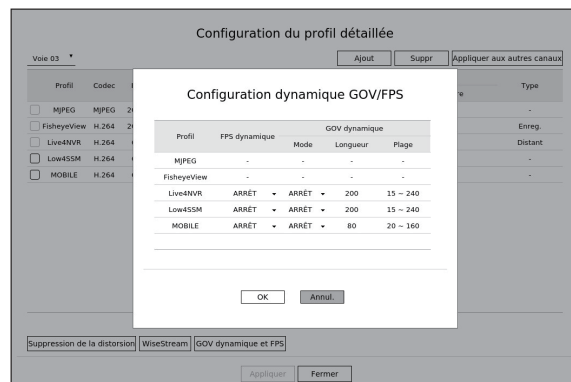 Configuration du profil détaillée
Voie 03
Ajout Suppr Appliquer aux autres canaux
Profil Codec Type
MJPEG MJPEG -
FisheyeView H.264 Enreg.
Live4NVR H.264 Distant
Low4SSM H.264 -
MOBILE H.264 -
Configuration dynamique GOV/FPS
Profil FPS dynamique GOV dynamique
Mode Longueur Plage
MJPEG - - - -
FisheyeView - - - -
Live4NVR ARRÊT ARRÊT 200 15 ~ 240
Low4SSM ARRÊT ARRÊT 200 15 ~ 240
MOBILE ARRÊT ARRÊT 80 20 ~ 160
OK Annul.
Suppression de la distorsion WiseStream GOV dynamique et FPS
Appliquer Fermer